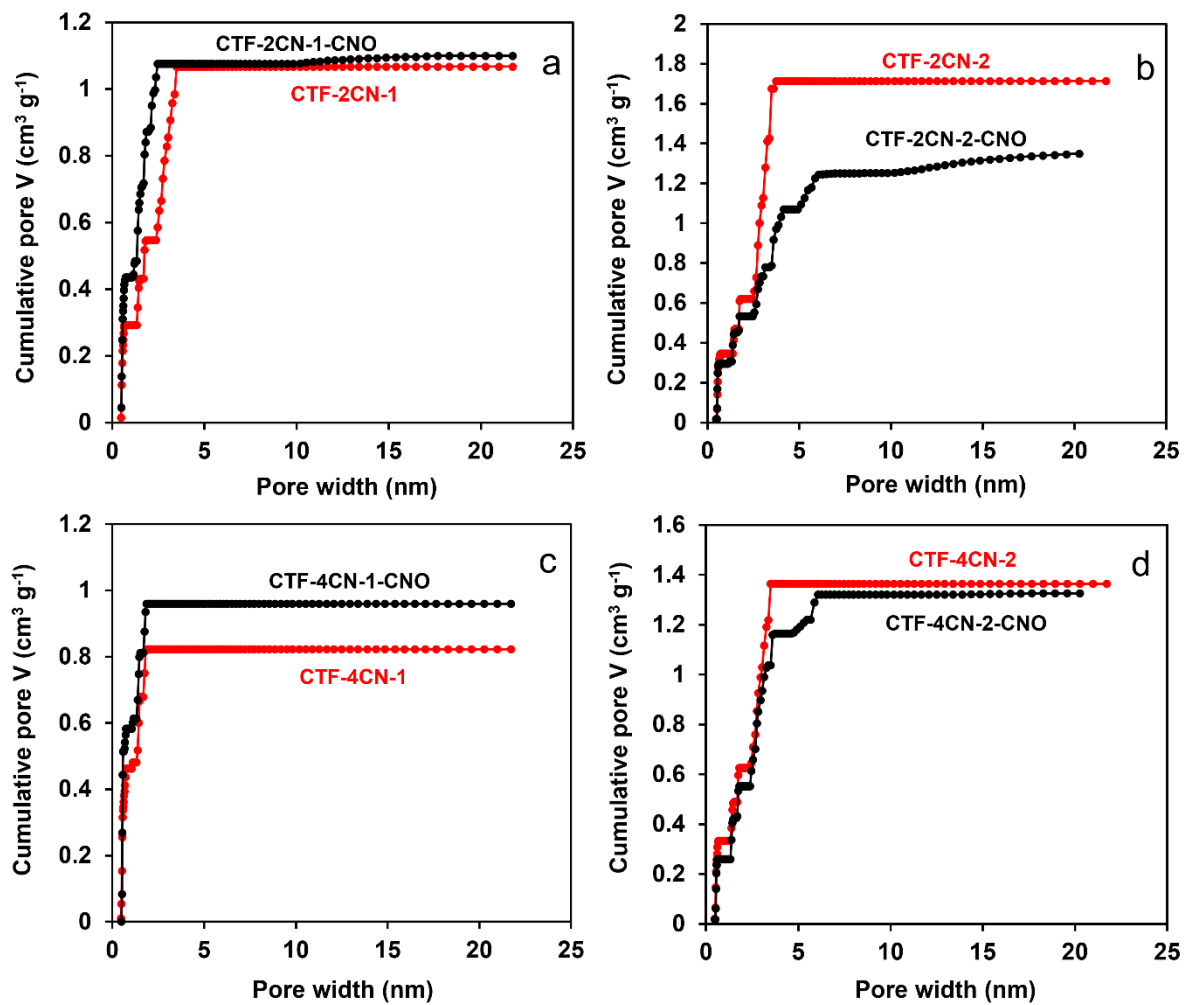 a
CTF-2CN-1-CNO
CTF-2CN-1
Cumulative pore V (cm³ g⁻¹)
1.2
1
0.8
0.6
0.4
0.2
0
0 5 10 15 20 25
Pore width (nm)
b
CTF-2CN-2
CTF-2CN-2-CNO
Cumulative pore V (cm³ g⁻¹)
2
1.8
1.6
1.4
1.2
1
0.8
0.6
0.4
0.2
0
0 5 10 15 20 25
Pore width (nm)
c
CTF-4CN-1-CNO
CTF-4CN-1
Cumulative pore V (cm³ g⁻¹)
1.2
1
0.8
0.6
0.4
0.2
0
0 5 10 15 20 25
Pore width (nm)
d
CTF-4CN-2
CTF-4CN-2-CNO
Cumulative pore V (cm³ g⁻¹)
1.6
1.4
1.2
1
0.8
0.6
0.4
0.2
0
0 5 10 15 20 25
Pore width (nm)